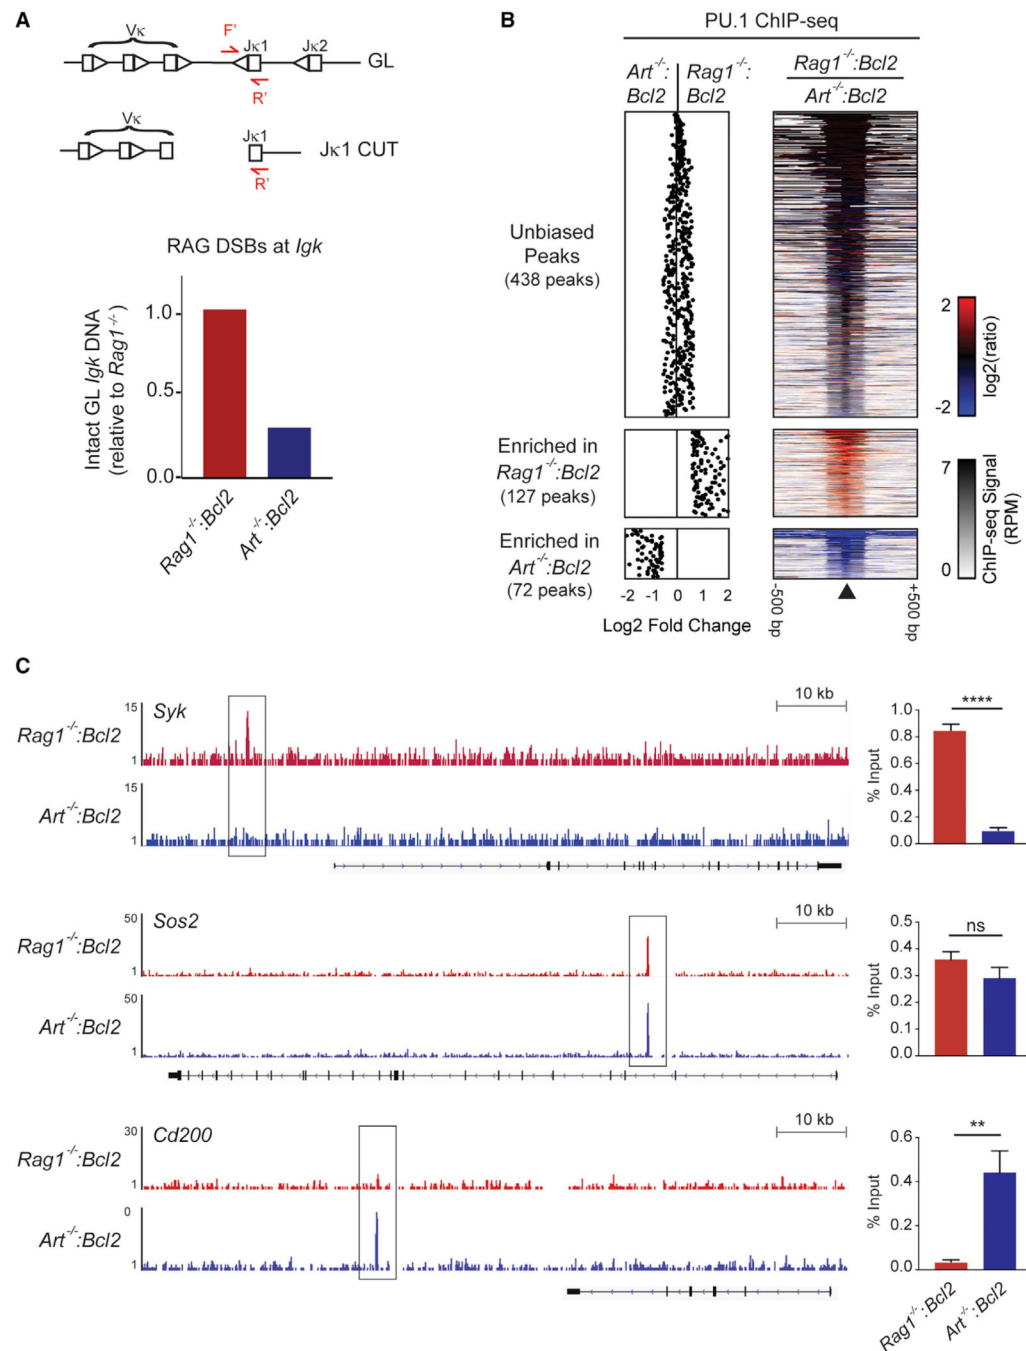 A
Vκ
F'
Jκ1
Jκ2
GL
R'
Vκ
Jκ1
Jκ1 CUT
R'
RAG DSBs at Igk
Intact GL Igk DNA
(relative to Rag1-/-)
1.0
0.5
0.0
Rag1-/-:Bcl2
Art-/-:Bcl2
B
PU.1 ChIP-seq
Art-/-:
Bcl2
Rag1-/-:
Bcl2
Rag1-/-:Bcl2
Art-/-:Bcl2
Unbiased
Peaks
(438 peaks)
Enriched in
Rag1-/-:Bcl2
(127 peaks)
Enriched in
Art-/-:Bcl2
(72 peaks)
-2 -1 0 1 2
Log2 Fold Change
-500 bp
+500 bp
2
-2
log2(ratio)
7
0
ChIP-seq Signal
(RPM)
C
10 kb
15
Syk
Rag1-/-:Bcl2
1
15
Art-/-:Bcl2
1
****
1.0
0.8
0.6
0.4
0.2
0.0
% Input
10 kb
50
Sos2
Rag1-/-:Bcl2
1
50
Art-/-:Bcl2
1
ns
0.5
0.4
0.3
0.2
0.1
0.0
% Input
10 kb
30
Cd200
Rag1-/-:Bcl2
1
0
Art-/-:Bcl2
1
**
0.6
0.4
0.2
0.0
% Input
Rag1-/-:Bcl2
Art-/-:Bcl2